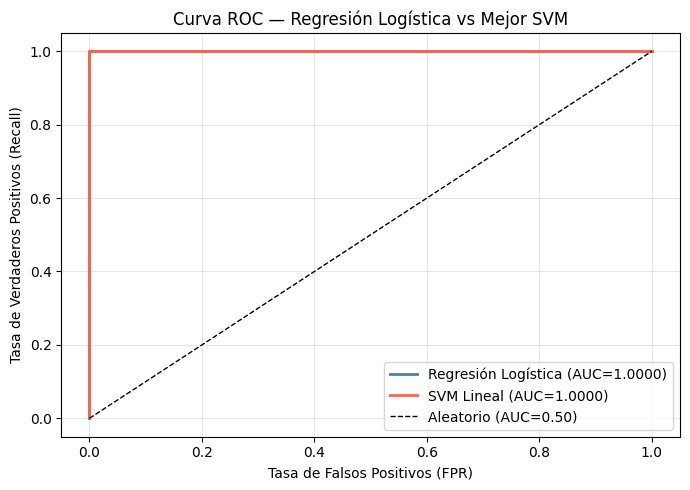 Curva ROC — Regresión Logística vs Mejor SVM
Tasa de Verdaderos Positivos (Recall)
1.0
0.8
0.6
0.4
0.2
0.0
Regresión Logística (AUC=1.0000)
SVM Lineal (AUC=1.0000)
Aleatorio (AUC=0.50)
0.0 0.2 0.4 0.6 0.8 1.0
Tasa de Falsos Positivos (FPR)